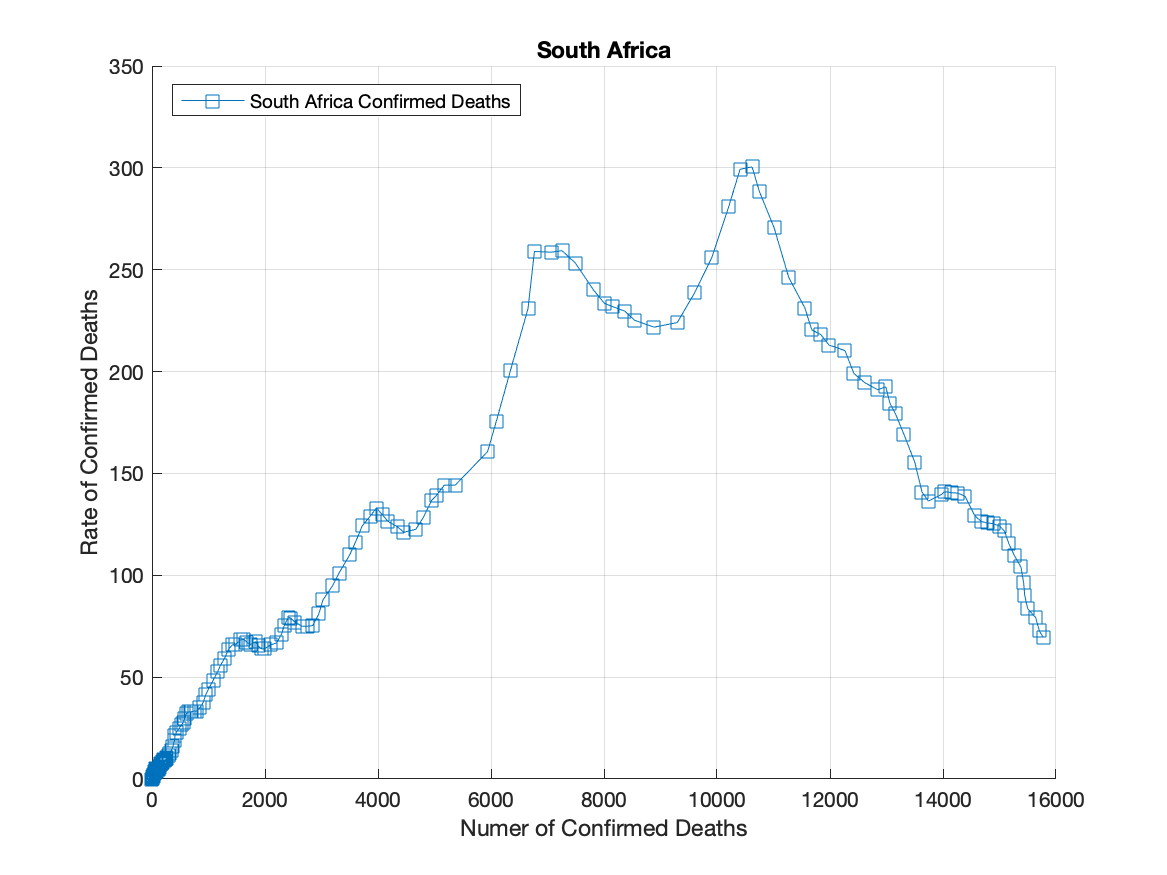 South Africa
South Africa Confirmed Deaths
350
300
250
200
150
100
50
0
Rate of Confirmed Deaths
0 2000 4000 6000 8000 10000 12000 14000 16000
Numer of Confirmed Deaths